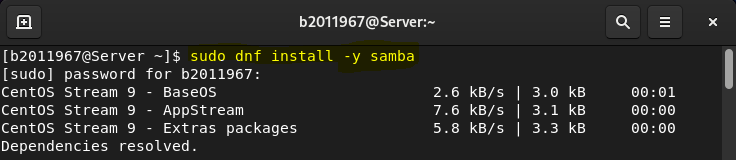 b2011967@Server:~
[b2011967@Server ~]$ sudo dnf install -y samba
[sudo] password for b2011967:
CentOS Stream 9 - BaseOS                        2.6 kB/s | 3.0 kB     00:01
CentOS Stream 9 - AppStream                     7.6 kB/s | 3.1 kB     00:00
CentOS Stream 9 - Extras packages               5.8 kB/s | 3.3 kB     00:00
Dependencies resolved.